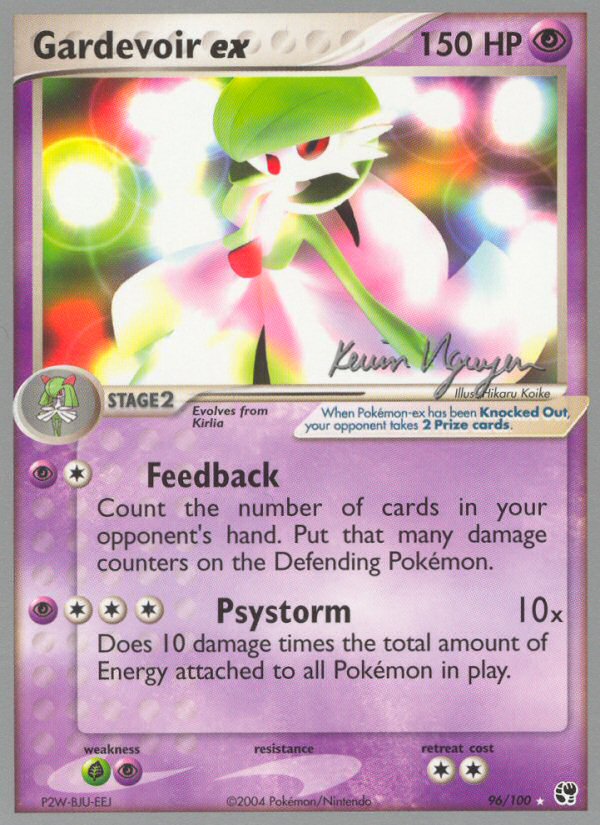 Gardevoir ex 150 HP
Kevin Nguyen
Illus. Hikaru Koike
STAGE2
Evolves from
Kirlia
When Pokémon-ex has been Knocked Out,
your opponent takes 2 Prize cards.
Feedback
Count the number of cards in your
opponent's hand. Put that many damage
counters on the Defending Pokémon.
Psystorm 10x
Does 10 damage times the total amount of
Energy attached to all Pokémon in play.
weakness resistance retreat cost
P2W-BJU-EEJ ©2004 Pokémon/Nintendo 96/100 ★